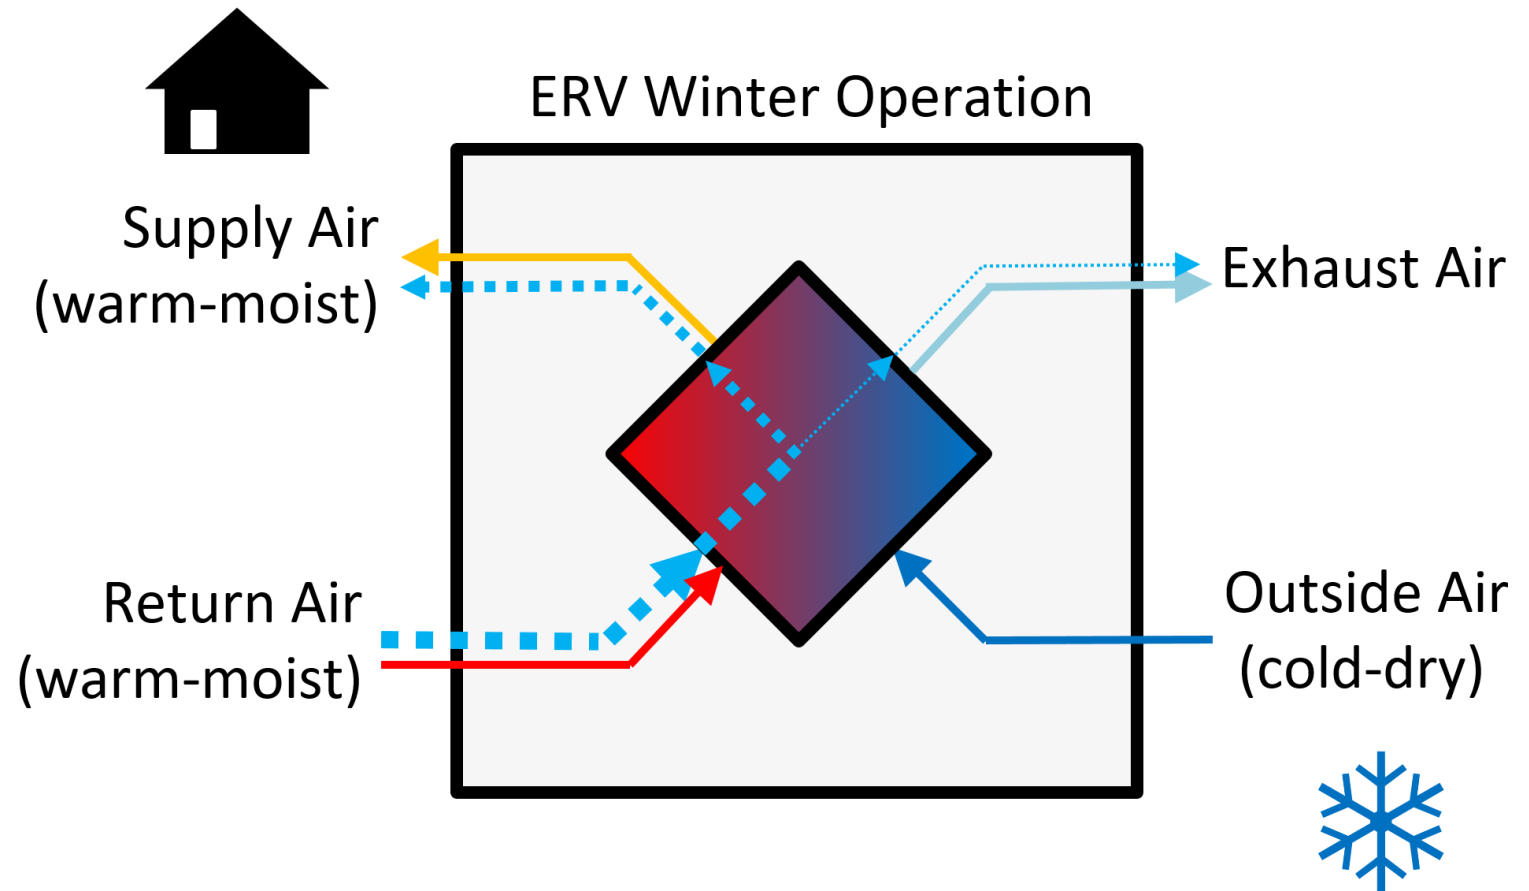 ERV Winter Operation
Supply Air
(warm-moist)
Exhaust Air
Return Air
(warm-moist)
Outside Air
(cold-dry)